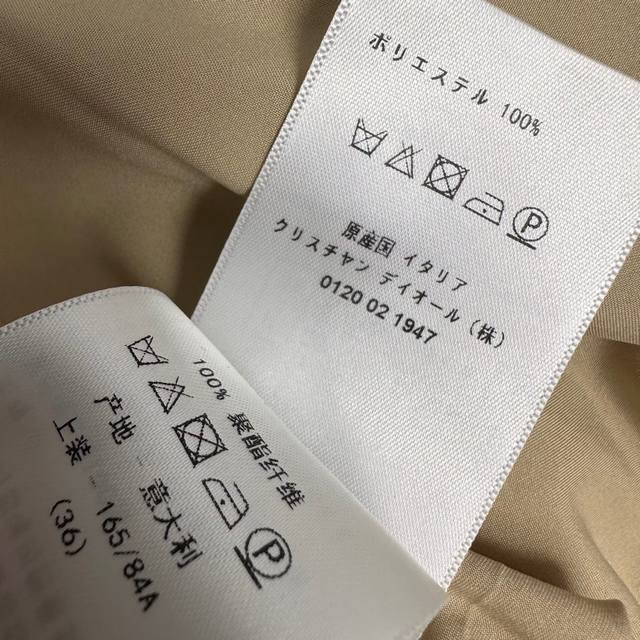 ポリエステル 100%
原産国 イタリア
クリスチャン ディオール (株)
0120 02 1947
100% 聚酯纤维
产地 - 意大利
上装 - 165/84A
(36)